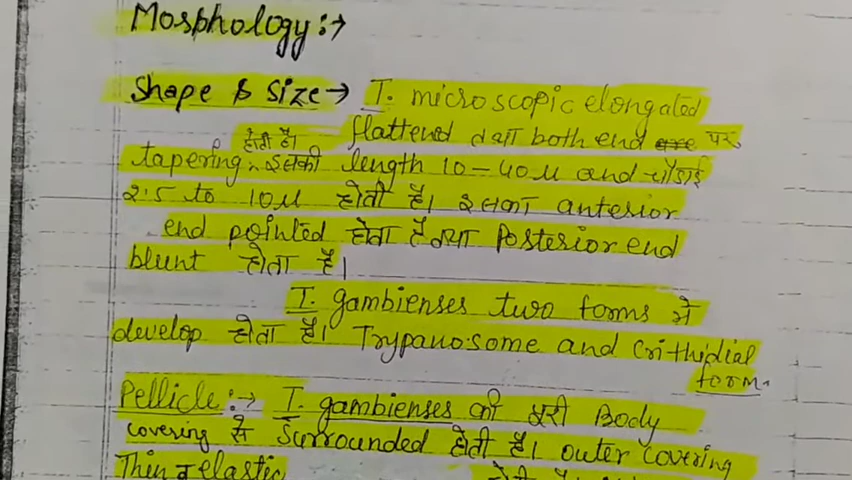 Morphology:→
Shape & Size → T. microscopic elongated
flattened तथा both end पर
tapering होती है। इसकी length 10-40μ and चौड़ाई
2.5 to 10μ होती है। इसका anterior
end pointed होता है तथा Posterior end
blunt होता है।
T. gambienses two forms में
develop होता है। Trypanosome and Crithidial
form.
Pellicle:→ T. gambienses की पूरी Body
covering से surrounded होती है। outer covering
Thin व elastic